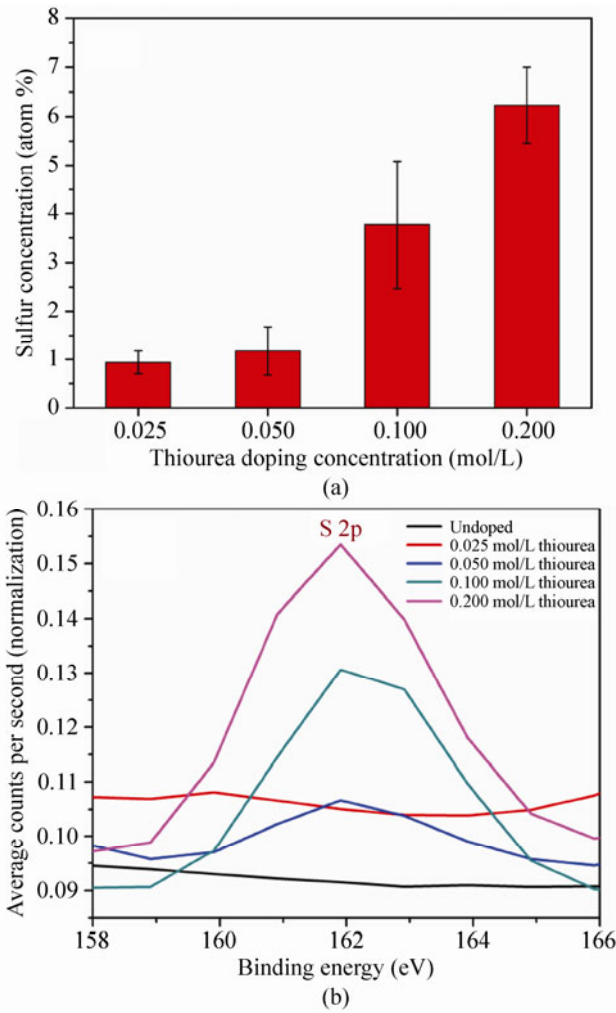 8
7
6
5
4
3
2
1
0
Sulfur concentration (atom %)
0.025 0.050 0.100 0.200
Thiourea doping concentration (mol/L)
(a)
0.16
0.15
0.14
0.13
0.12
0.11
0.10
0.09
Average counts per second (normalization)
S 2p
Undoped
0.025 mol/L thiourea
0.050 mol/L thiourea
0.100 mol/L thiourea
0.200 mol/L thiourea
158 160 162 164 166
Binding energy (eV)
(b)